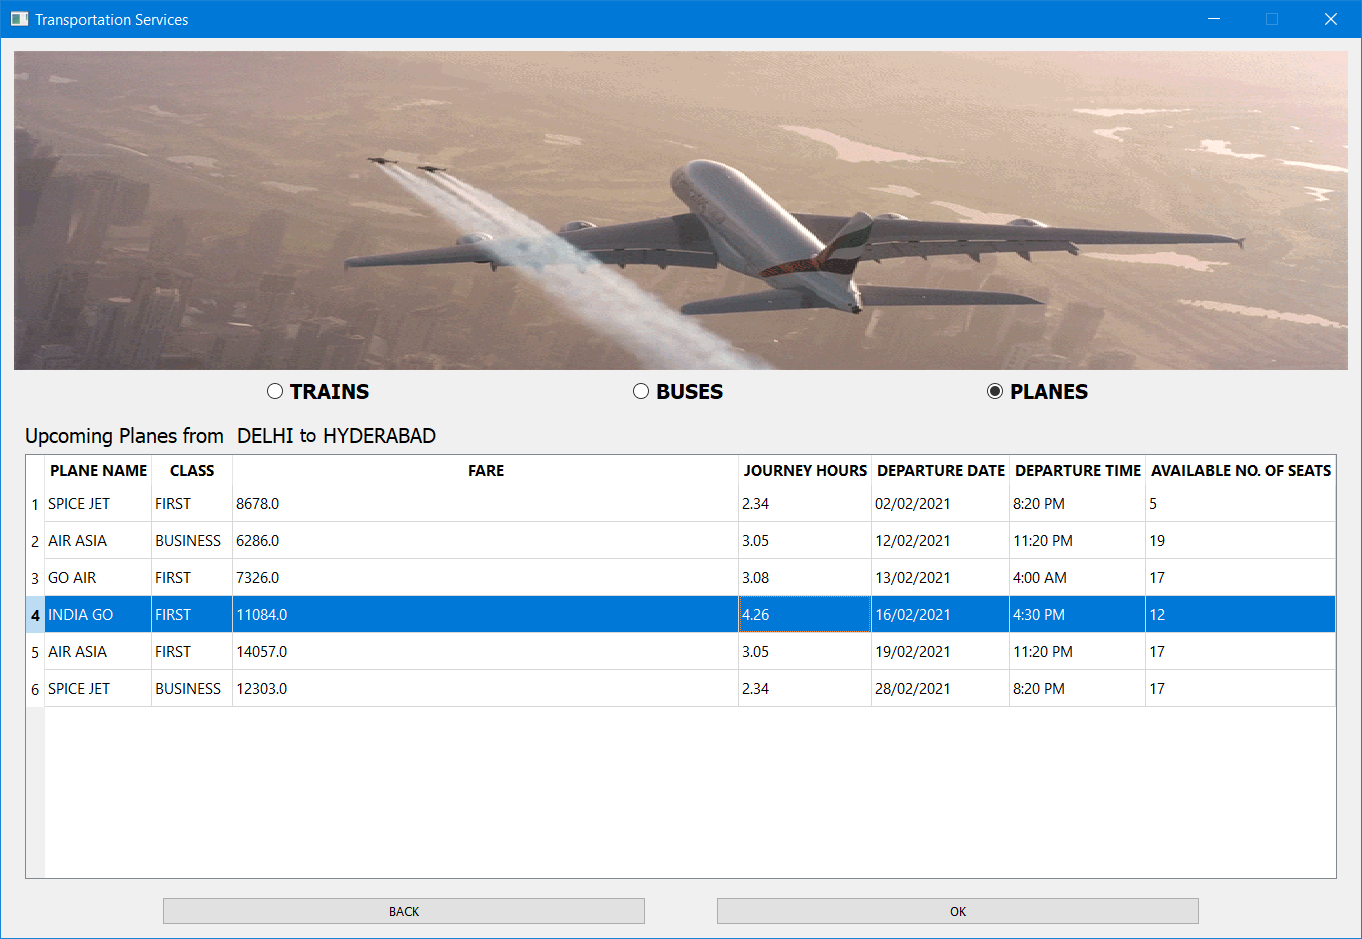 Transportation Services
TRAINS BUSES PLANES
Upcoming Planes from DELHI to HYDERABAD
PLANE NAME CLASS FARE JOURNEY HOURS DEPARTURE DATE DEPARTURE TIME AVAILABLE NO. OF SEATS
1 SPICE JET FIRST 8678.0 2.34 02/02/2021 8:20 PM 5
2 AIR ASIA BUSINESS 6286.0 3.05 12/02/2021 11:20 PM 19
3 GO AIR FIRST 7326.0 3.08 13/02/2021 4:00 AM 17
4 INDIA GO FIRST 11084.0 4.26 16/02/2021 4:30 PM 12
5 AIR ASIA FIRST 14057.0 3.05 19/02/2021 11:20 PM 17
6 SPICE JET BUSINESS 12303.0 2.34 28/02/2021 8:20 PM 17
BACK OK